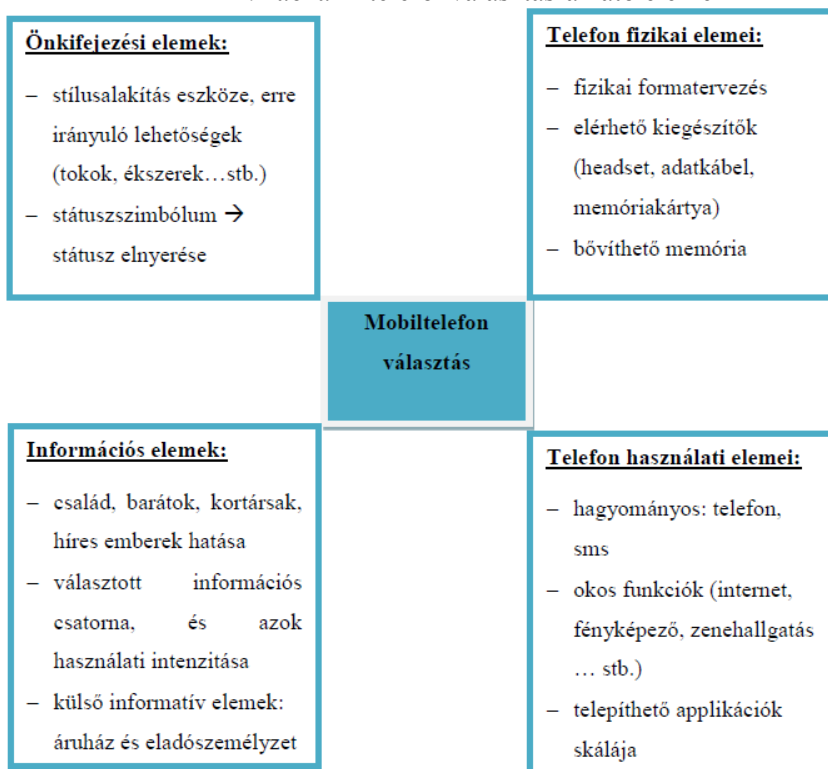 Önkifejezési elemek:
– stílusalakítás eszköze, erre
irányuló lehetőségek
(tokok, ékszerek…stb.)
– státuszszimbólum →
státusz elnyerése
Telefon fizikai elemei:
– fizikai formatervezés
– elérhető kiegészítők
(headset, adatkábel,
memóriakártya)
– bővíthető memória
Mobiltelefon
választás
Információs elemek:
– család, barátok, kortársak,
híres emberek hatása
– választott információs
csatorna, és azok
használati intenzitása
– külső informatív elemek:
áruház és eladószemélyzet
Telefon használati elemei:
– hagyományos: telefon,
sms
– okos funkciók (internet,
fényképező, zenehallgatás
… stb.)
– telepíthető applikációk
skálája